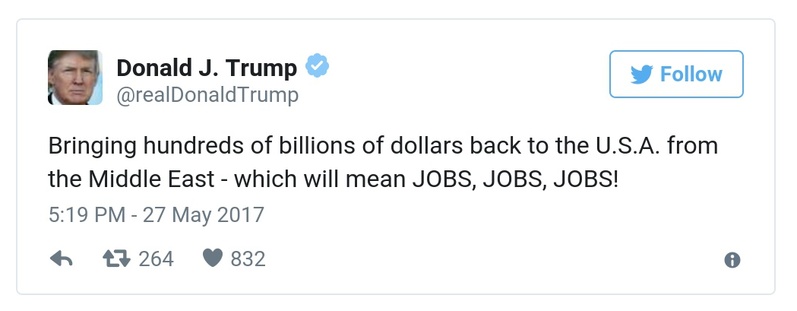 Donald J. Trump
@realDonaldTrump
Follow
Bringing hundreds of billions of dollars back to the U.S.A. from
the Middle East - which will mean JOBS, JOBS, JOBS!
5:19 PM - 27 May 2017
264 832